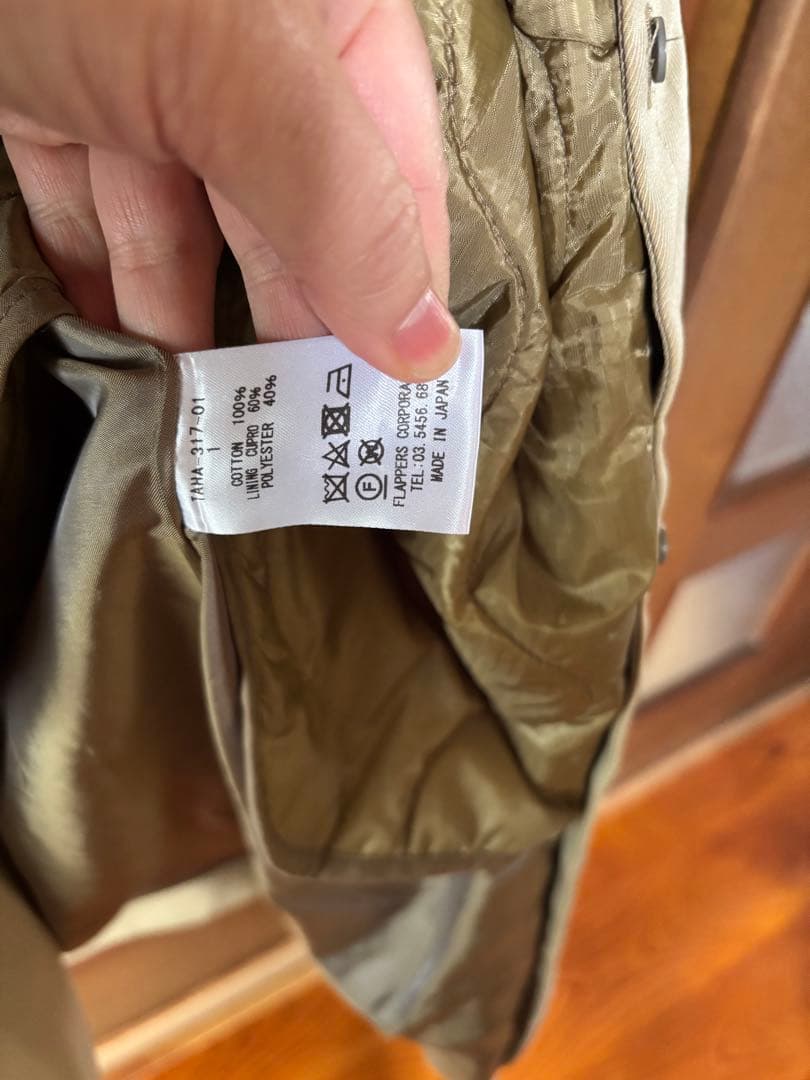 TAHA-317-01
1
COTTON 100%
LINING CUPRO 60%
POLYESTER 40%
F
FLAPPERS CORPORA
TEL:03.5456.68
MADE IN JAPAN